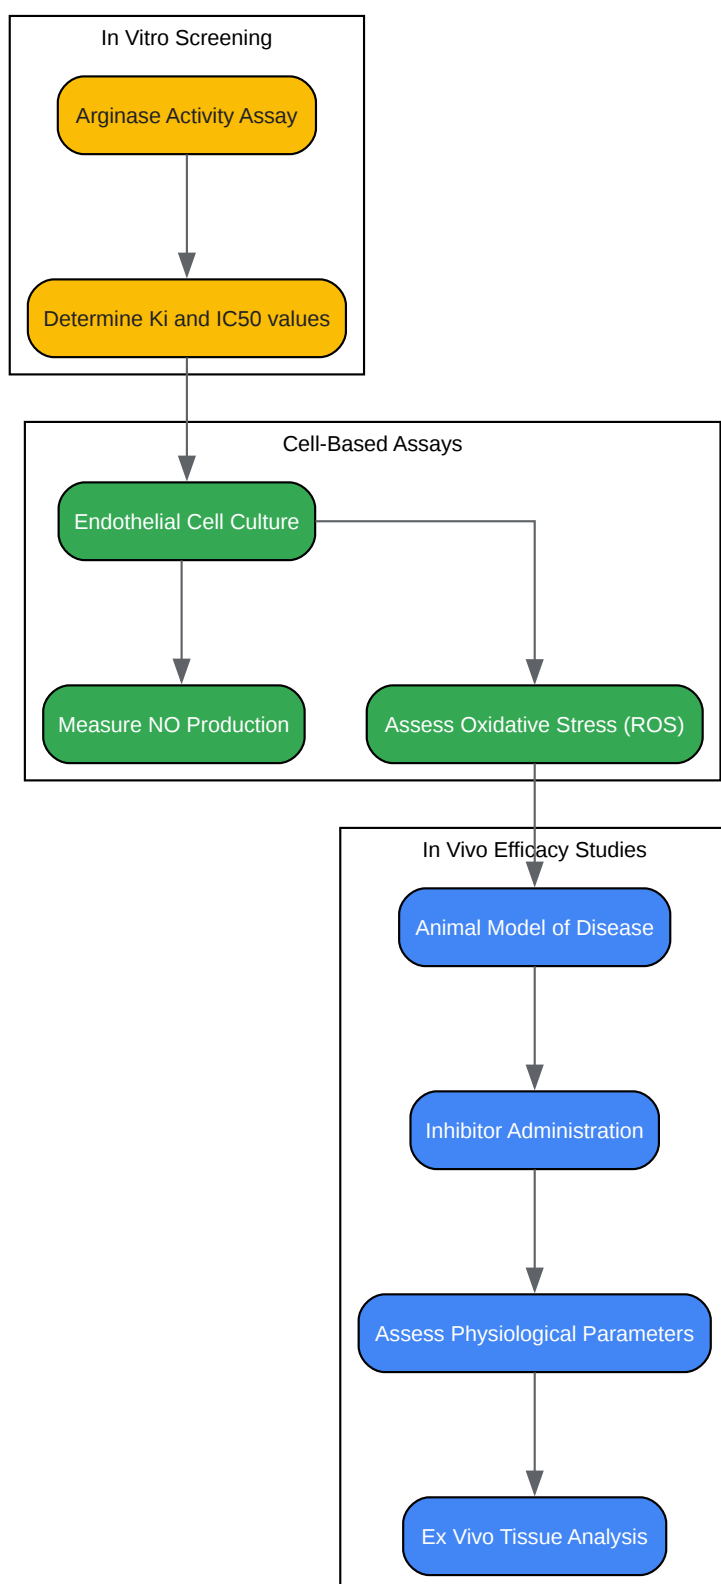 In Vitro Screening
Arginase Activity Assay
Determine Ki and IC50 values
Cell-Based Assays
Endothelial Cell Culture
Measure NO Production
Assess Oxidative Stress (ROS)
In Vivo Efficacy Studies
Animal Model of Disease
Inhibitor Administration
Assess Physiological Parameters
Ex Vivo Tissue Analysis